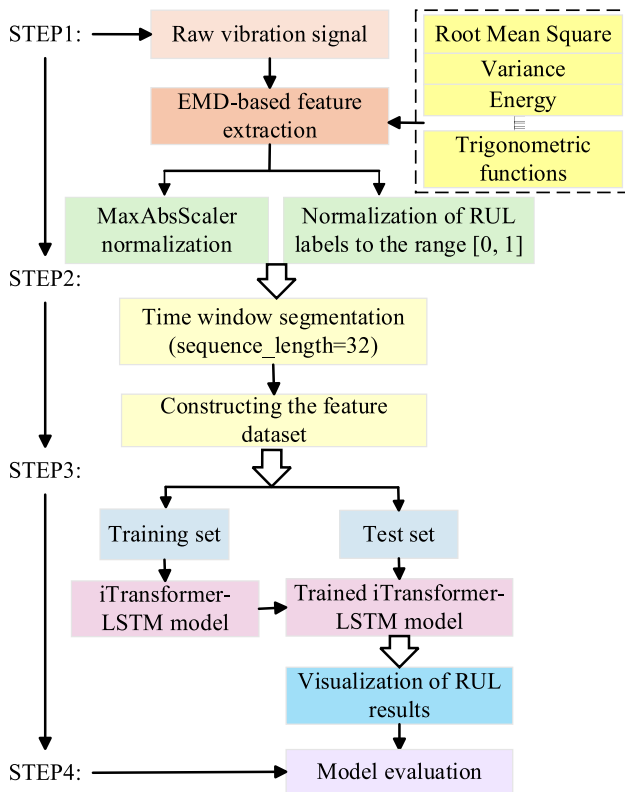 STEP1:
Raw vibration signal
Root Mean Square
Variance
Energy
Trigonometric
functions
EMD-based feature
extraction
MaxAbsScaler
normalization
Normalization of RUL
labels to the range [0, 1]
STEP2:
Time window segmentation
(sequence_length=32)
Constructing the feature
dataset
STEP3:
Training set
Test set
iTransformer-
LSTM model
Trained iTransformer-
LSTM model
Visualization of RUL
results
STEP4:
Model evaluation